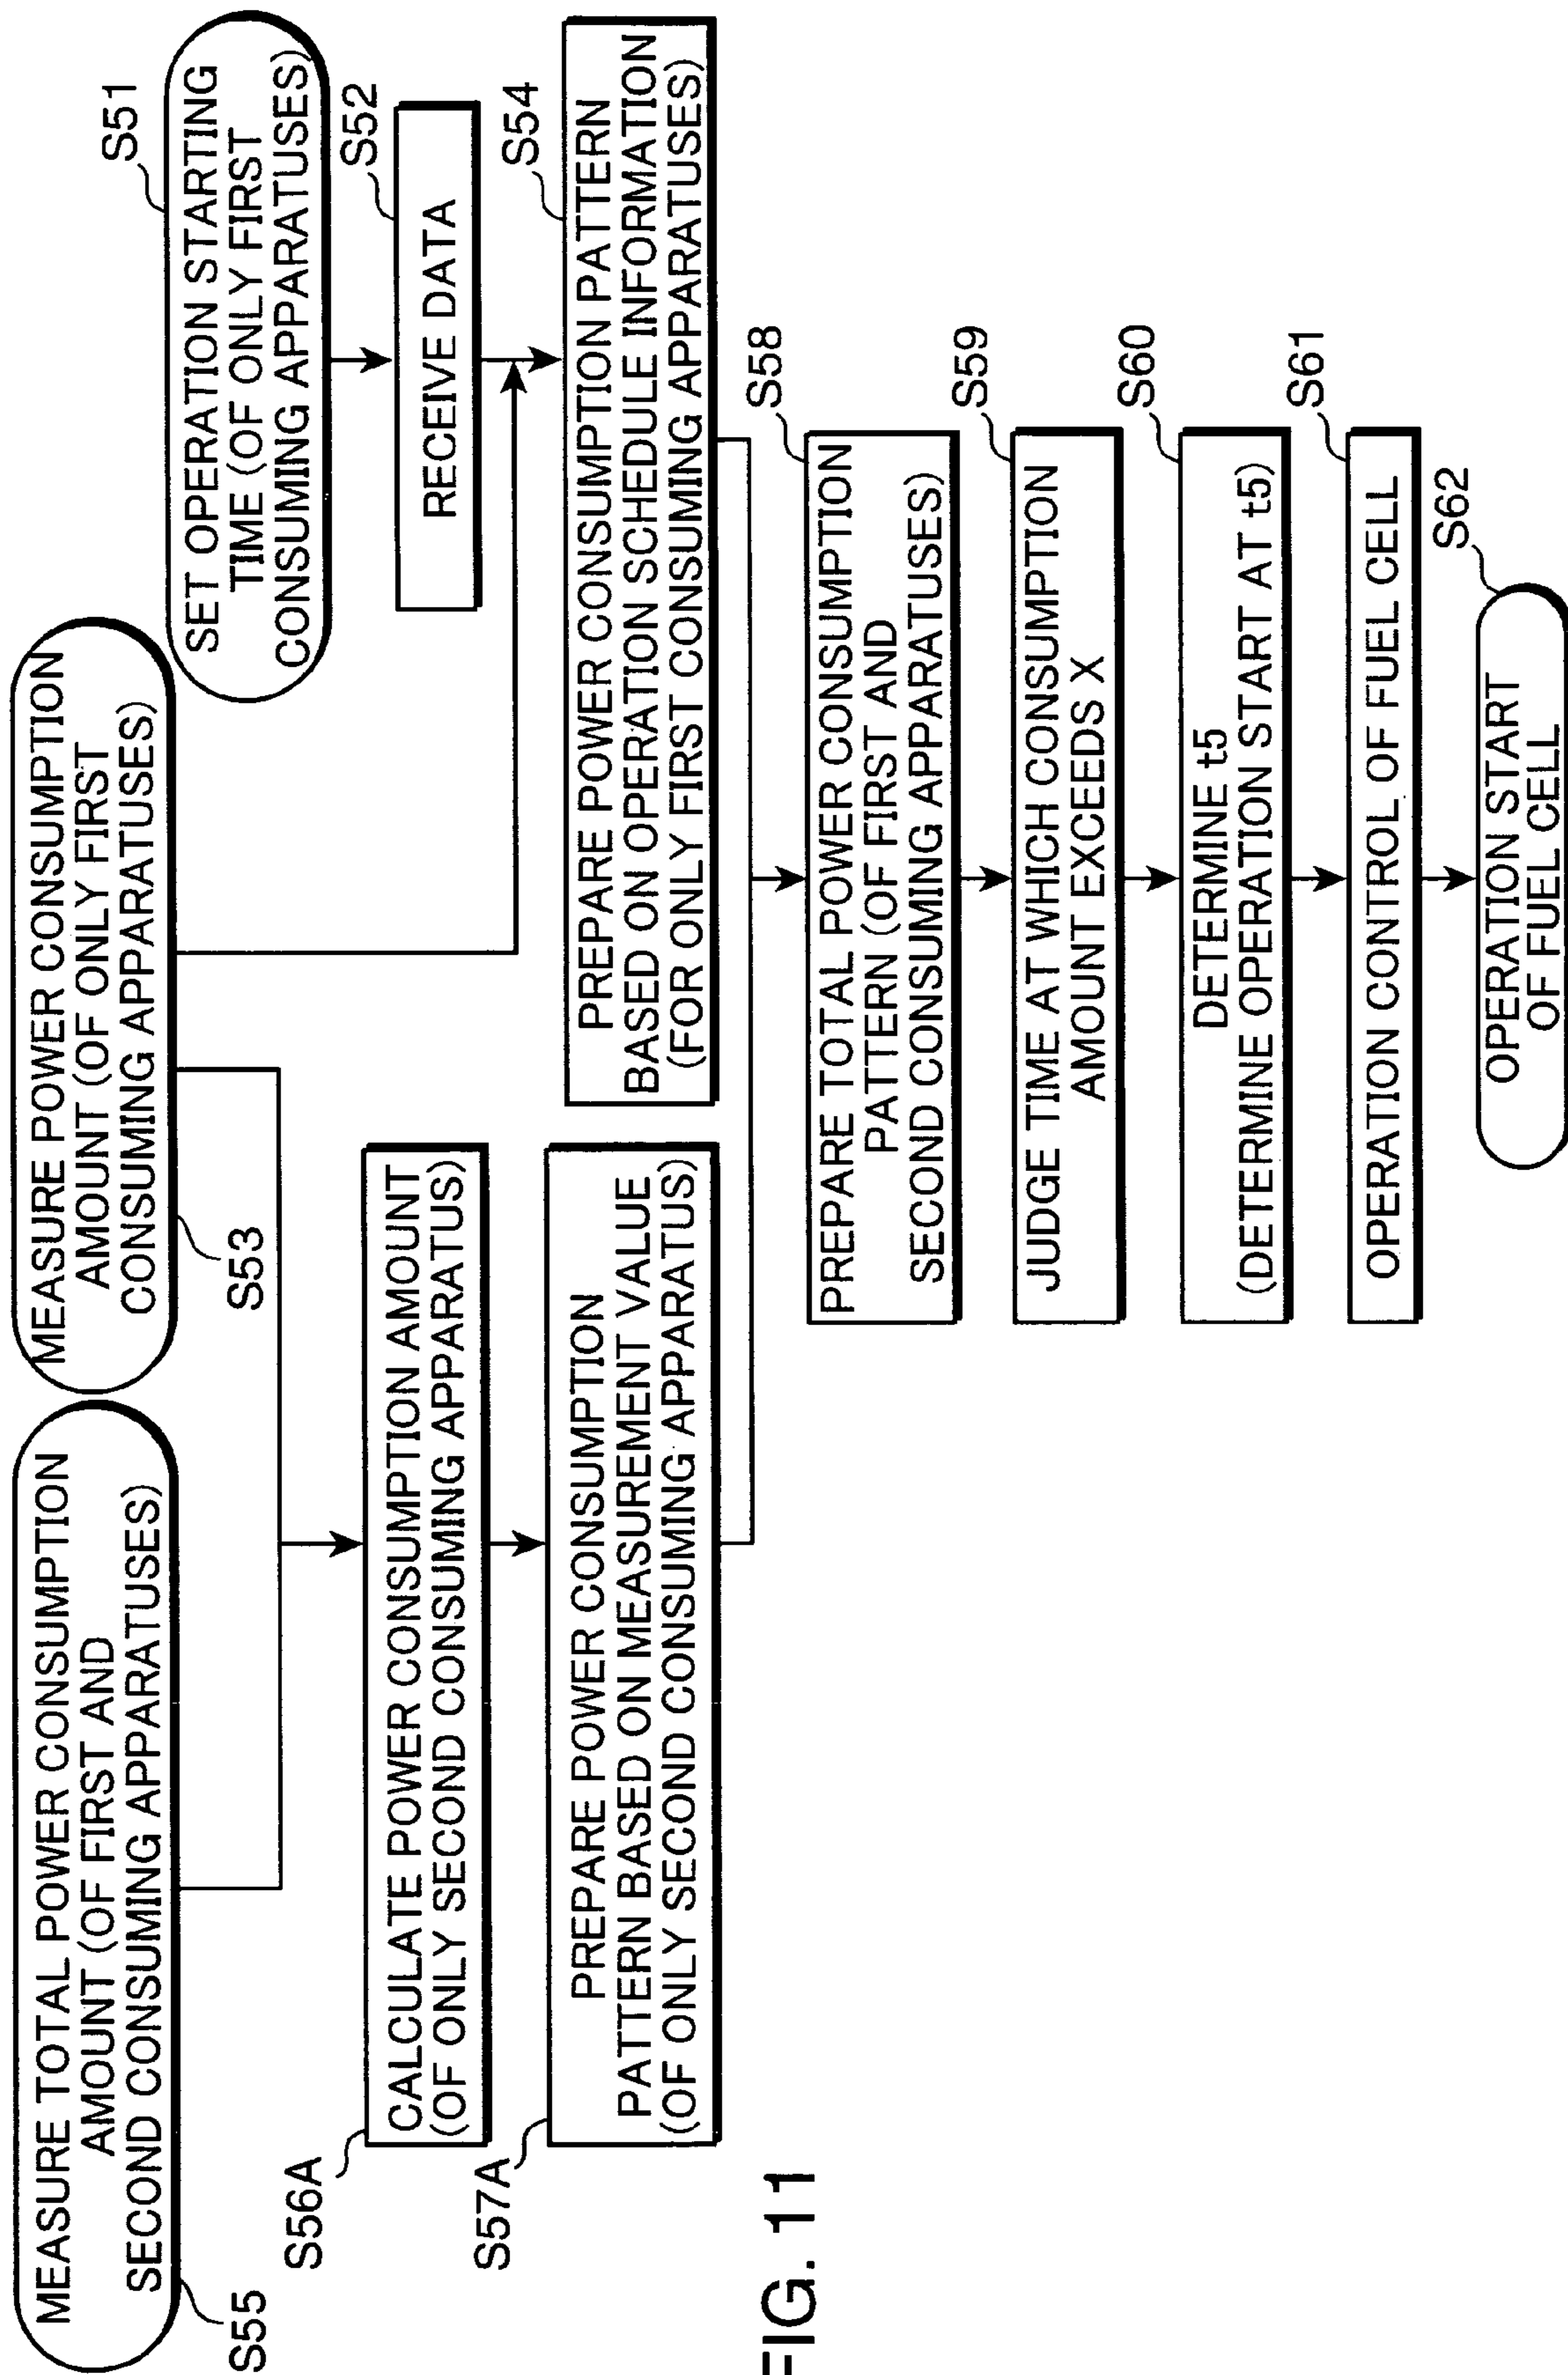 FIG. 11
MEASURE TOTAL POWER CONSUMPTION
AMOUNT (OF FIRST AND
SECOND CONSUMING APPARATUSES)
S55
MEASURE POWER CONSUMPTION
AMOUNT (OF ONLY FIRST
CONSUMING APPARATUSES)
S53
S51
SET OPERATION STARTING
TIME (OF ONLY FIRST
CONSUMING APPARATUSES)
S52
RECEIVE DATA
S56A
CALCULATE POWER CONSUMPTION AMOUNT
(OF ONLY SECOND CONSUMING APPARATUS)
S57A
PREPARE POWER CONSUMPTION
PATTERN BASED ON MEASUREMENT VALUE
(OF ONLY SECOND CONSUMING APPARATUS)
S54
PREPARE POWER CONSUMPTION PATTERN
BASED ON OPERATION SCHEDULE INFORMATION
(FOR ONLY FIRST CONSUMING APPARATUSES)
S58
PREPARE TOTAL POWER CONSUMPTION
PATTERN (OF FIRST AND
SECOND CONSUMING APPARATUSES)
S59
JUDGE TIME AT WHICH CONSUMPTION
AMOUNT EXCEEDS X
S60
DETERMINE t5
(DETERMINE OPERATION START AT t5)
S61
OPERATION CONTROL OF FUEL CELL
S62
OPERATION START
OF FUEL CELL